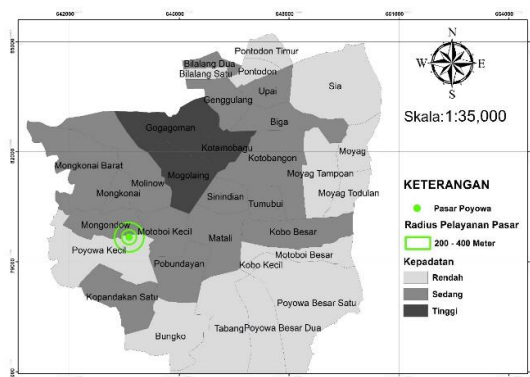 642000
N
W E
S
Skala:1:35,000
Pontodon Timur
Bilalang Dua
Bilalang Satu
Pontodon
Sia
Upai
Genggulang
Biga
Gogagoman
Kotamobagu
Kotobangon
Moyag
Mongkonai Barat
Mogolaing
Moyag Tampoan
Molinow
Mongkonai
Sinindian
Moyag Todulan
Tumubui
Mongondow
Motoboi Kecil
Matali
Kobo Besar
Poyowa Kecil
Motoboi Besar
Pobundayan
Kobo Kecil
Kopandakan Satu
Poyowa Besar Satu
Bungko
Tabang
Poyowa Besar Dua
KETERANGAN
Pasar Poyowa
Radius Pelayanan Pasar
200 - 400 Meter
Kepadatan
Rendah
Sedang
Tinggi